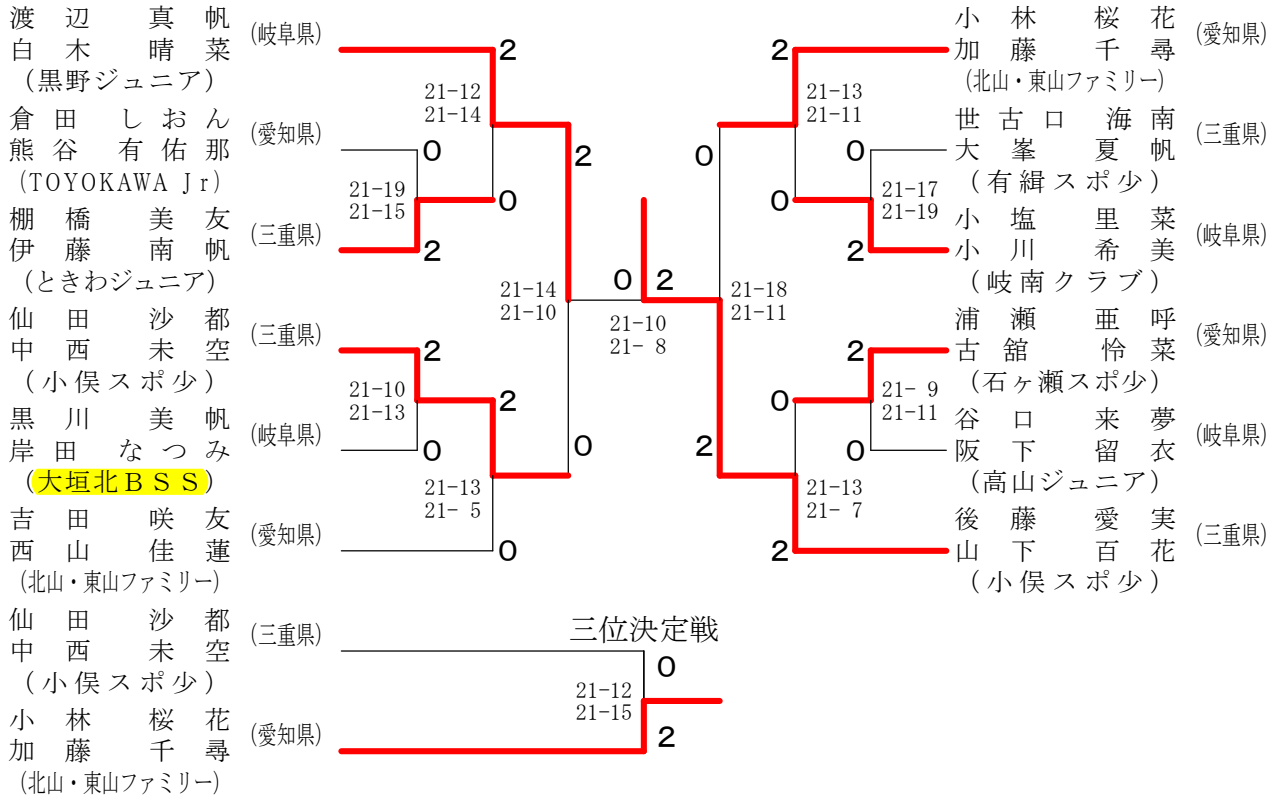 渡辺 真帆
白木 晴菜
(岐阜県)
(黒野ジュニア)
倉田 しおん
熊谷 有佑那
(愛知県)
(TOYOKAWA Jr)
棚橋 美友
伊藤 南帆
(三重県)
(ときわジュニア)
仙田 沙都
中西 未空
(三重県)
(小俣スポ少)
黒川 美帆
岸田 なつみ
(岐阜県)
(大垣北BSS)
吉田 咲友
西山 佳蓮
(愛知県)
(北山・東山ファミリー)
2
21-12
21-14
0
21-19
21-15
0
2
2
21-14
21-10
2
21-10
21-13
2
0
0
21-13
21- 5
0
0 2
21-10
21- 8
2
21-13
21-11
0
0
21-17
21-19
0
2
21-18
21-11
2
21- 9
21-11
0
0
2
21-13
21- 7
2
小林 桜花
加藤 千尋
(愛知県)
(北山・東山ファミリー)
世古口 海南
大峯 夏帆
(三重県)
(有緝スポ少)
小塩 里菜
小川 希美
(岐阜県)
(岐南クラブ)
浦瀬 亜呼
古舘 怜菜
(愛知県)
(石ヶ瀬スポ少)
谷口 来夢
阪下 留衣
(岐阜県)
(高山ジュニア)
後藤 愛実
山下 百花
(三重県)
(小俣スポ少)
三位決定戦
仙田 沙都
中西 未空
(三重県)
(小俣スポ少)
0
21-12
21-15
2
小林 桜花
加藤 千尋
(愛知県)
(北山・東山ファミリー)